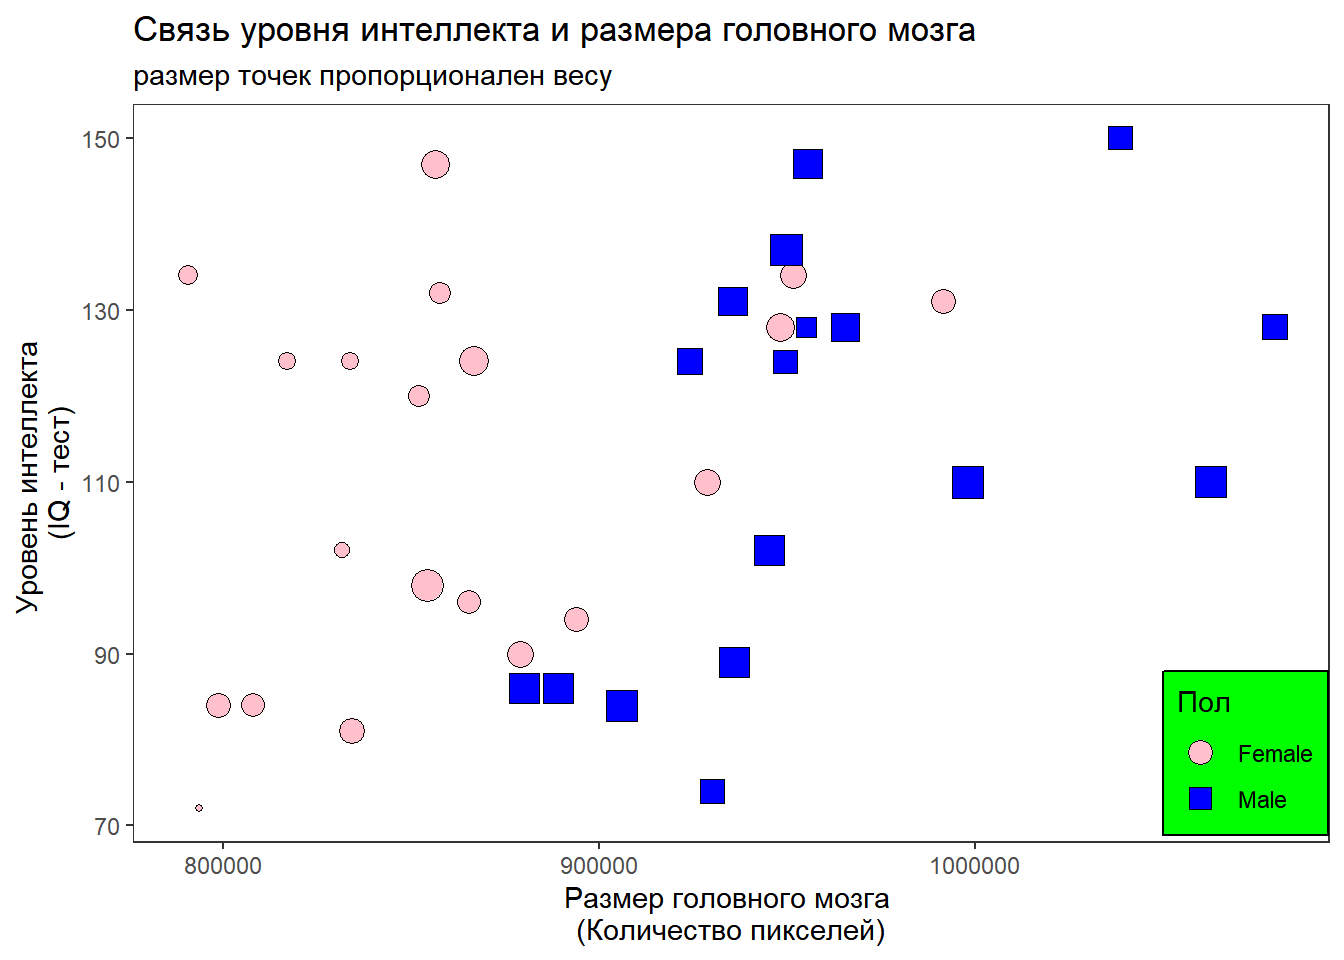 Связь уровня интеллекта и размера головного мозга
размер точек пропорционален весу
Уровень интеллекта
(IQ - тест)
150
130
110
90
70
800000
900000
1000000
Размер головного мозга
(Количество пикселей)
Пол
Female
Male